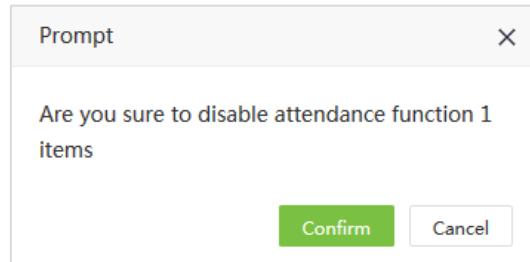 Prompt
Are you sure to disable attendance function 1
items
Confirm Cancel